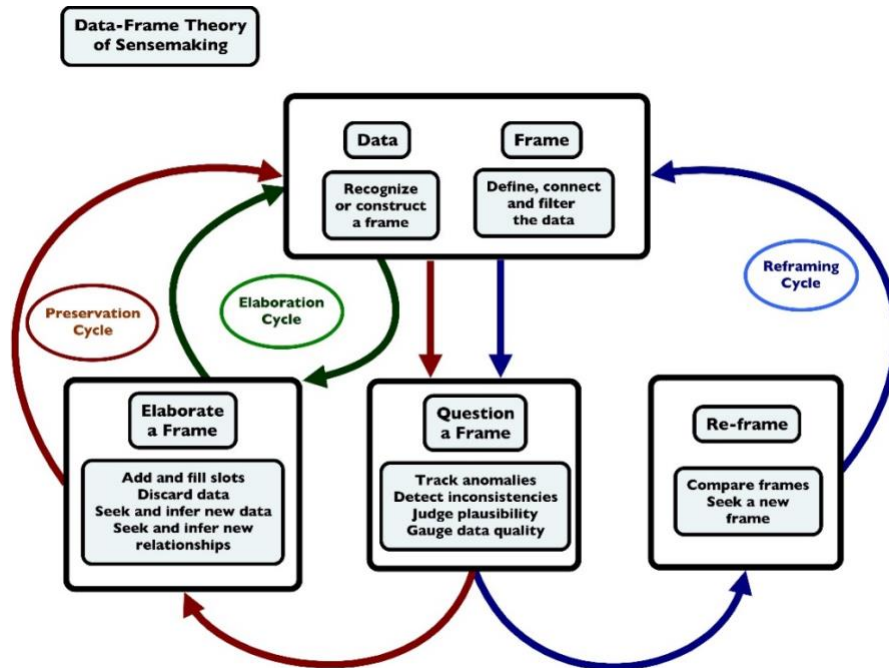 Data-Frame Theory
of Sensemaking
Data
Frame
Recognize
or construct
a frame
Define, connect
and filter
the data
Preservation
Cycle
Elaboration
Cycle
Reframing
Cycle
Elaborate
a Frame
Add and fill slots
Discard data
Seek and infer new data
Seek and infer new
relationships
Question
a Frame
Track anomalies
Detect inconsistencies
Judge plausibility
Gauge data quality
Re-frame
Compare frames
Seek a new
frame